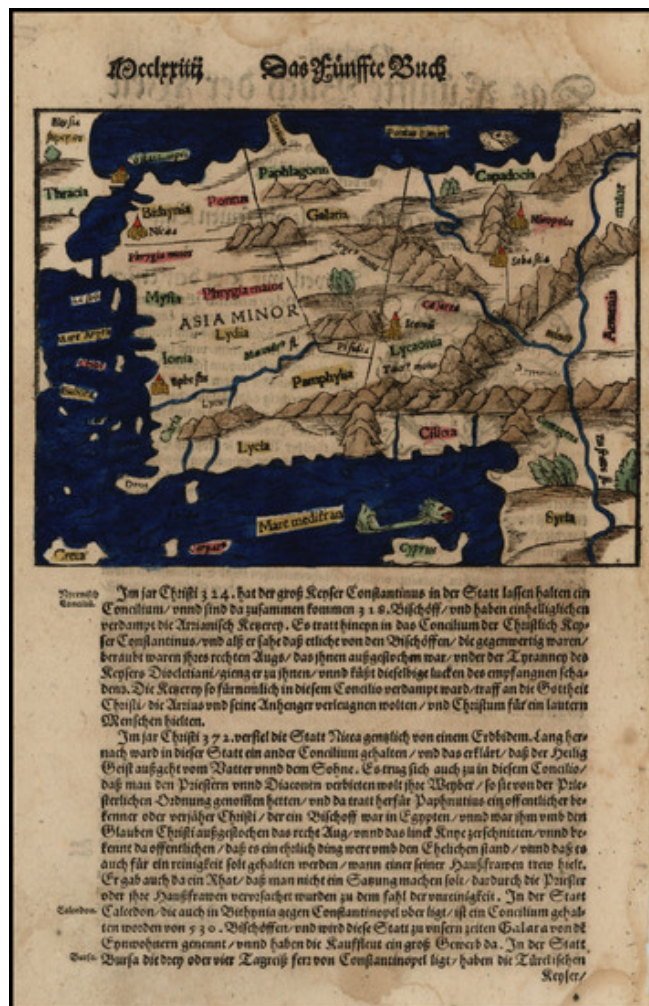 Mcclxxiiij Das Fünffte Buch
Thracia
Paphlagonia
Capadocia
Pontus
Bithynia
Nicea
Galatia
Nicopolis
maior
Phrygia minor
Sebastia
Mysia
Phrygia maior
Cesarea
ASIA MINOR
Armenia
Lydia
Iconiū
minor
Ionia
Pisidia
Lycaonia
Ephesus
Pamphylia
Caria
Lycia
Cilicia
Mare mediterran
Syria
Creta
Cyprus
Nycenisch Concilium.
Im jar Christi 324. hat der groß Keyser Constantinus in der Statt lassen halten ein
Concilium/ vnnd sind da zusammen kommen 318. Bischöff/ vnd haben einhelliglichen
verdampt die Arrianisch Ketzerey. Es tratt hineyn in das Concilium der Christlich Key-
ser Constantinus/ vnd alß er sahe daß etliche von den Bischöffen/ die gegenwertig waren/
beraubt waren jhres rechten Augs/ das jhnen außgestochen war/ vnder der Tyranney des
Keysers Diocletiani/ gieng er zu jhnen/ vnnd küßt dieselbige lucken des empfangnen scha-
dens. Die Ketzerey so fürnemlich in diesem Concilio verdampt ward/ traff an die Gottheit
Christi/ die Arrius vnd seine Anhenger verleugnen wolten/ vnd Christum für ein lautern
Menschen hielten.
Im jar Christi 372. verfiel die Statt Nicea gentzlich von einem Erdbidem. Lang her-
nach ward in dieser Statt ein ander Concilium gehalten/ vnd das erklärt/ daß der Heilig
Geist außgeht vom Vatter vnnd dem Sohne. Es trug sich auch zu in diesem Concilio/
daß man den Priestern vnnd Diaconen verbieten wolt jhre Weyber/ so sie von der Prie-
sterlichen Ordnung genossen hetten/ vnd da tratt herfür Paphnutius ein offentlicher be-
kenner oder verjäher Christi/ der ein Bischoff war in Egypten/ vnnd war jhm vmb den
Glauben Christi außgestochen das recht Aug/ vnnd das linck Knye zerschnitten/ vnnd be-
kennt da offentlichen/ daß es ein ehrlich ding were vmb den Ehelichen stand/ vnnd daß es
auch für ein reinigkeit solt gehalten werden/ wann einer seiner Haußfrawen trew hielt.
Er gab auch da ein Rhat/ daß man nicht ein Satzung machen solt/ dardurch die Priester
oder jhre Haußfrawen vervrsachet wurden zu dem fahl der vnreinigkeit. In der Statt
Calcedon.
Calcedon/ die auch in Bithynia gegen Constantinopel vber ligt/ ist ein Concilium gehal-
ten worden von 530. Bischöffen/ vnd wird diese Statt zu vnsern zeiten Galata von dē
Eynwohnern genennt/ vnnd haben die Kauffleut ein groß Gewerb da. In der Statt
Bursa.
Bursa die drey oder vier Tagreiß ferr von Constantinopel ligt/ haben die Türckischen
Keyser/